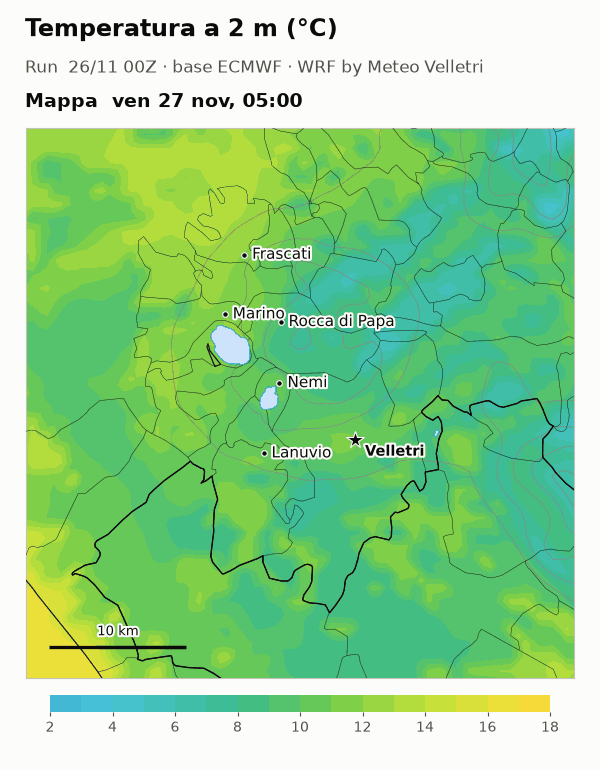 Temperatura a 2 m (°C)
Run  26/11 00Z · base ECMWF · WRF by Meteo Velletri
Mappa  ven 27 nov, 05:00
Frascati
Marino
Rocca di Papa
Nemi
Velletri
Lanuvio
10 km
2 4 6 8 10 12 14 16 18